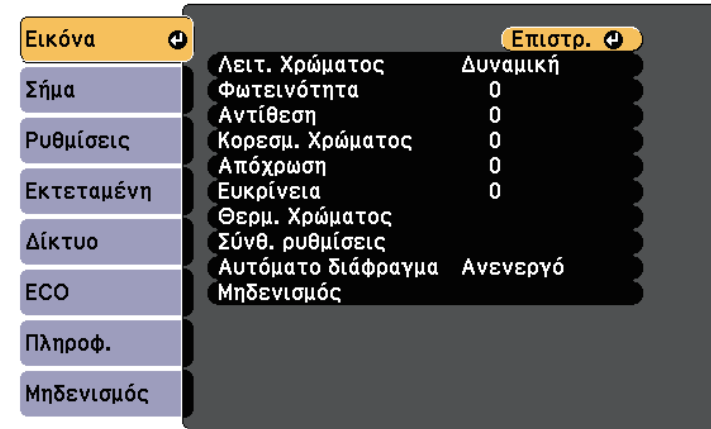 Εικόνα
Σήμα
Ρυθμίσεις
Εκτεταμένη
Δίκτυο
ECO
Πληροφ.
Μηδενισμός
Επιστρ.
Λειτ. Χρώματος Δυναμική
Φωτεινότητα 0
Αντίθεση 0
Κορεσμ. Χρώματος 0
Απόχρωση 0
Ευκρίνεια 0
Θερμ. Χρώματος
Σύνθ. ρυθμίσεις
Αυτόματο διάφραγμα Ανενεργό
Μηδενισμός